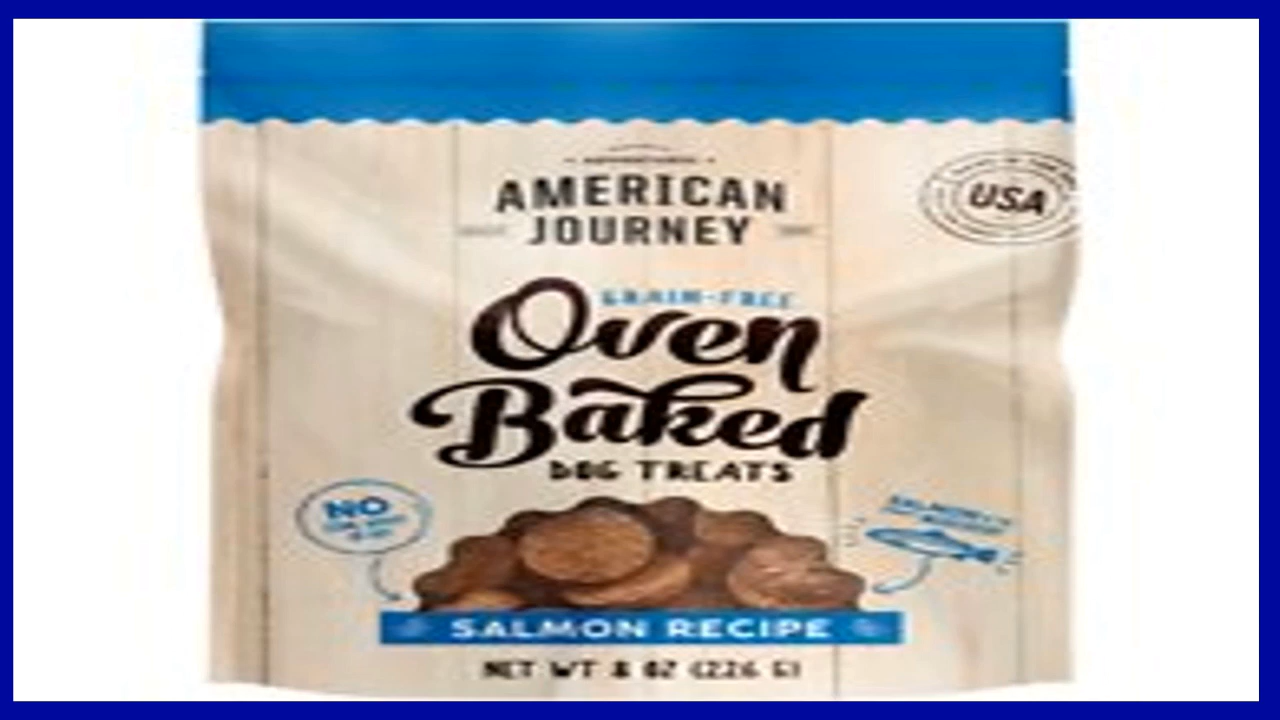 AMERICAN
JOURNEY
USA
GRAIN-FREE
Oven
Baked
DOG TREATS
NO
SALMON RECIPE
NET WT 8 OZ (226 G)